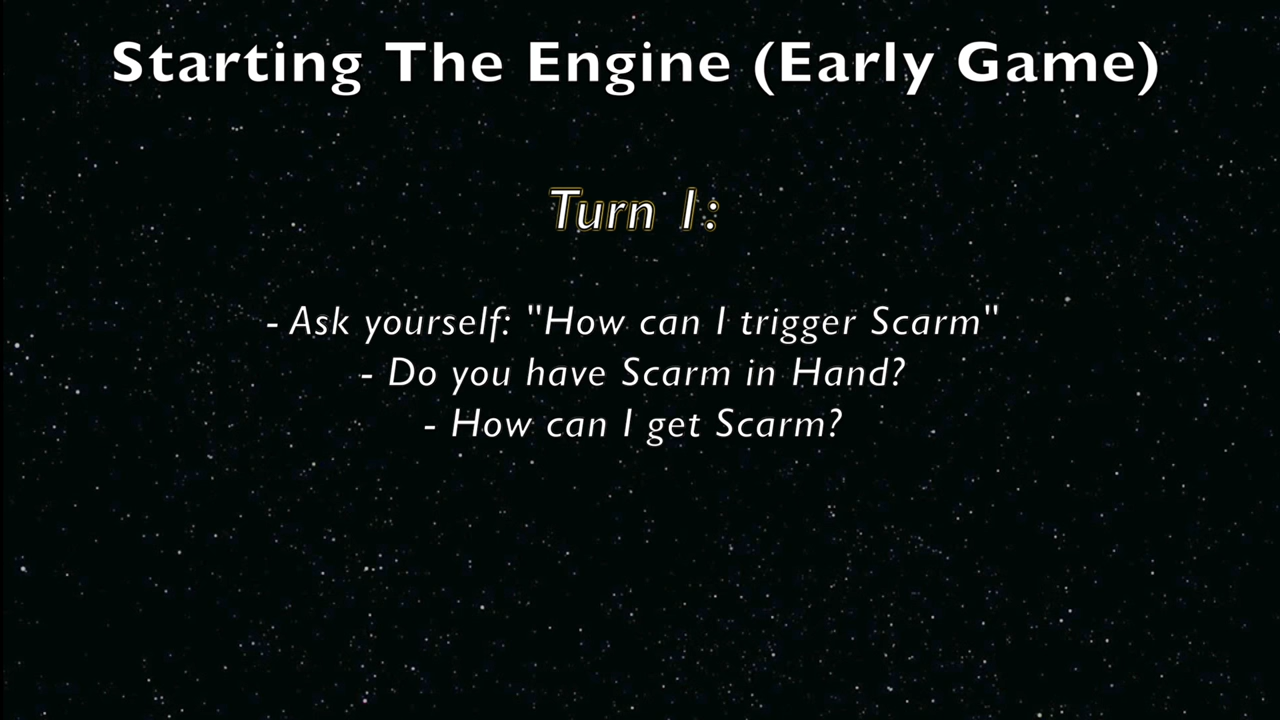 Starting The Engine (Early Game)
Turn 1:
- Ask yourself: "How can I trigger Scarm"
- Do you have Scarm in Hand?
- How can I get Scarm?